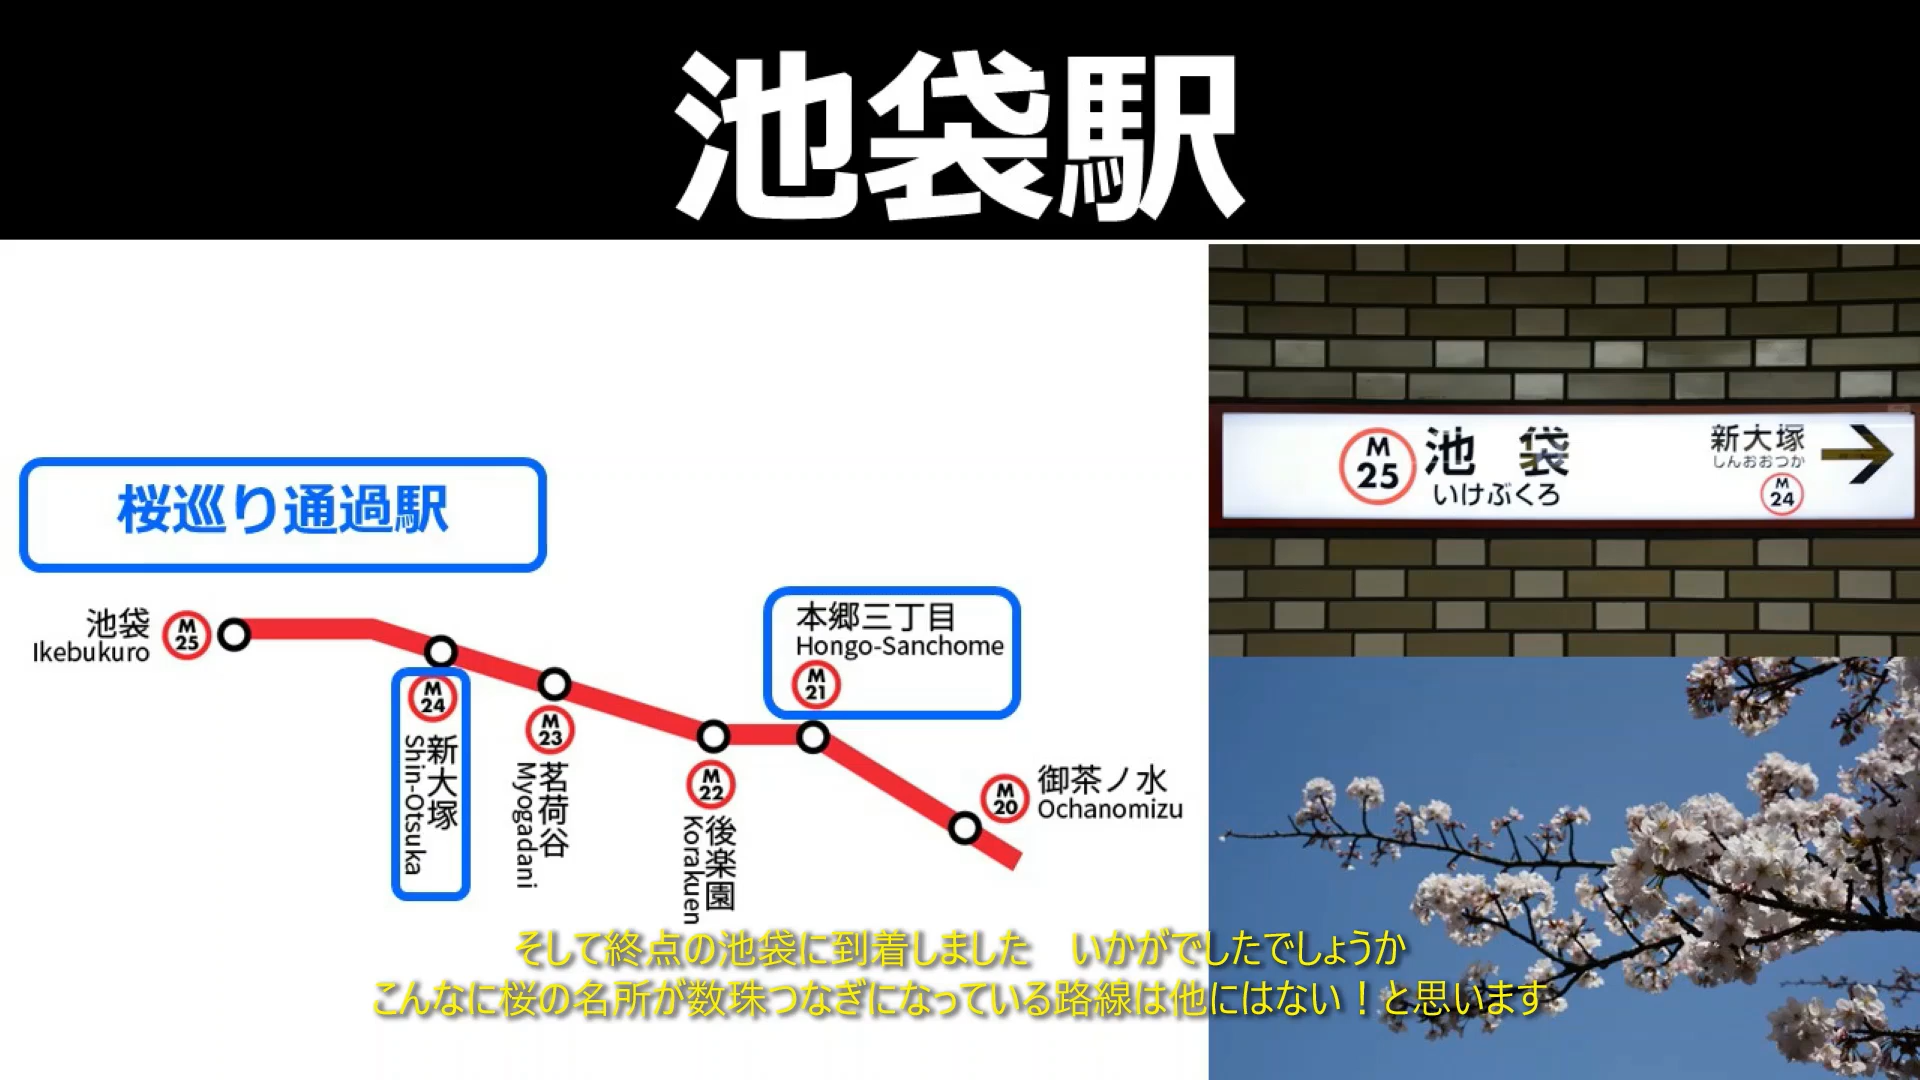 池袋駅
桜巡り通過駅
池袋
Ikebukuro
M
25
M
24
新大塚
Shin-Otsuka
M
23
茗荷谷
Myogadani
M
22
後楽園
Korakuen
本郷三丁目
Hongo-Sanchome
M
21
M
20
御茶ノ水
Ochanomizu
M
25
池 袋
いけぶくろ
新大塚
しんおおつか
M
24
そして終点の池袋に到着しました いかがでしたでしょうか
こんなに桜の名所が数珠つなぎになっている路線は他にはない！と思います